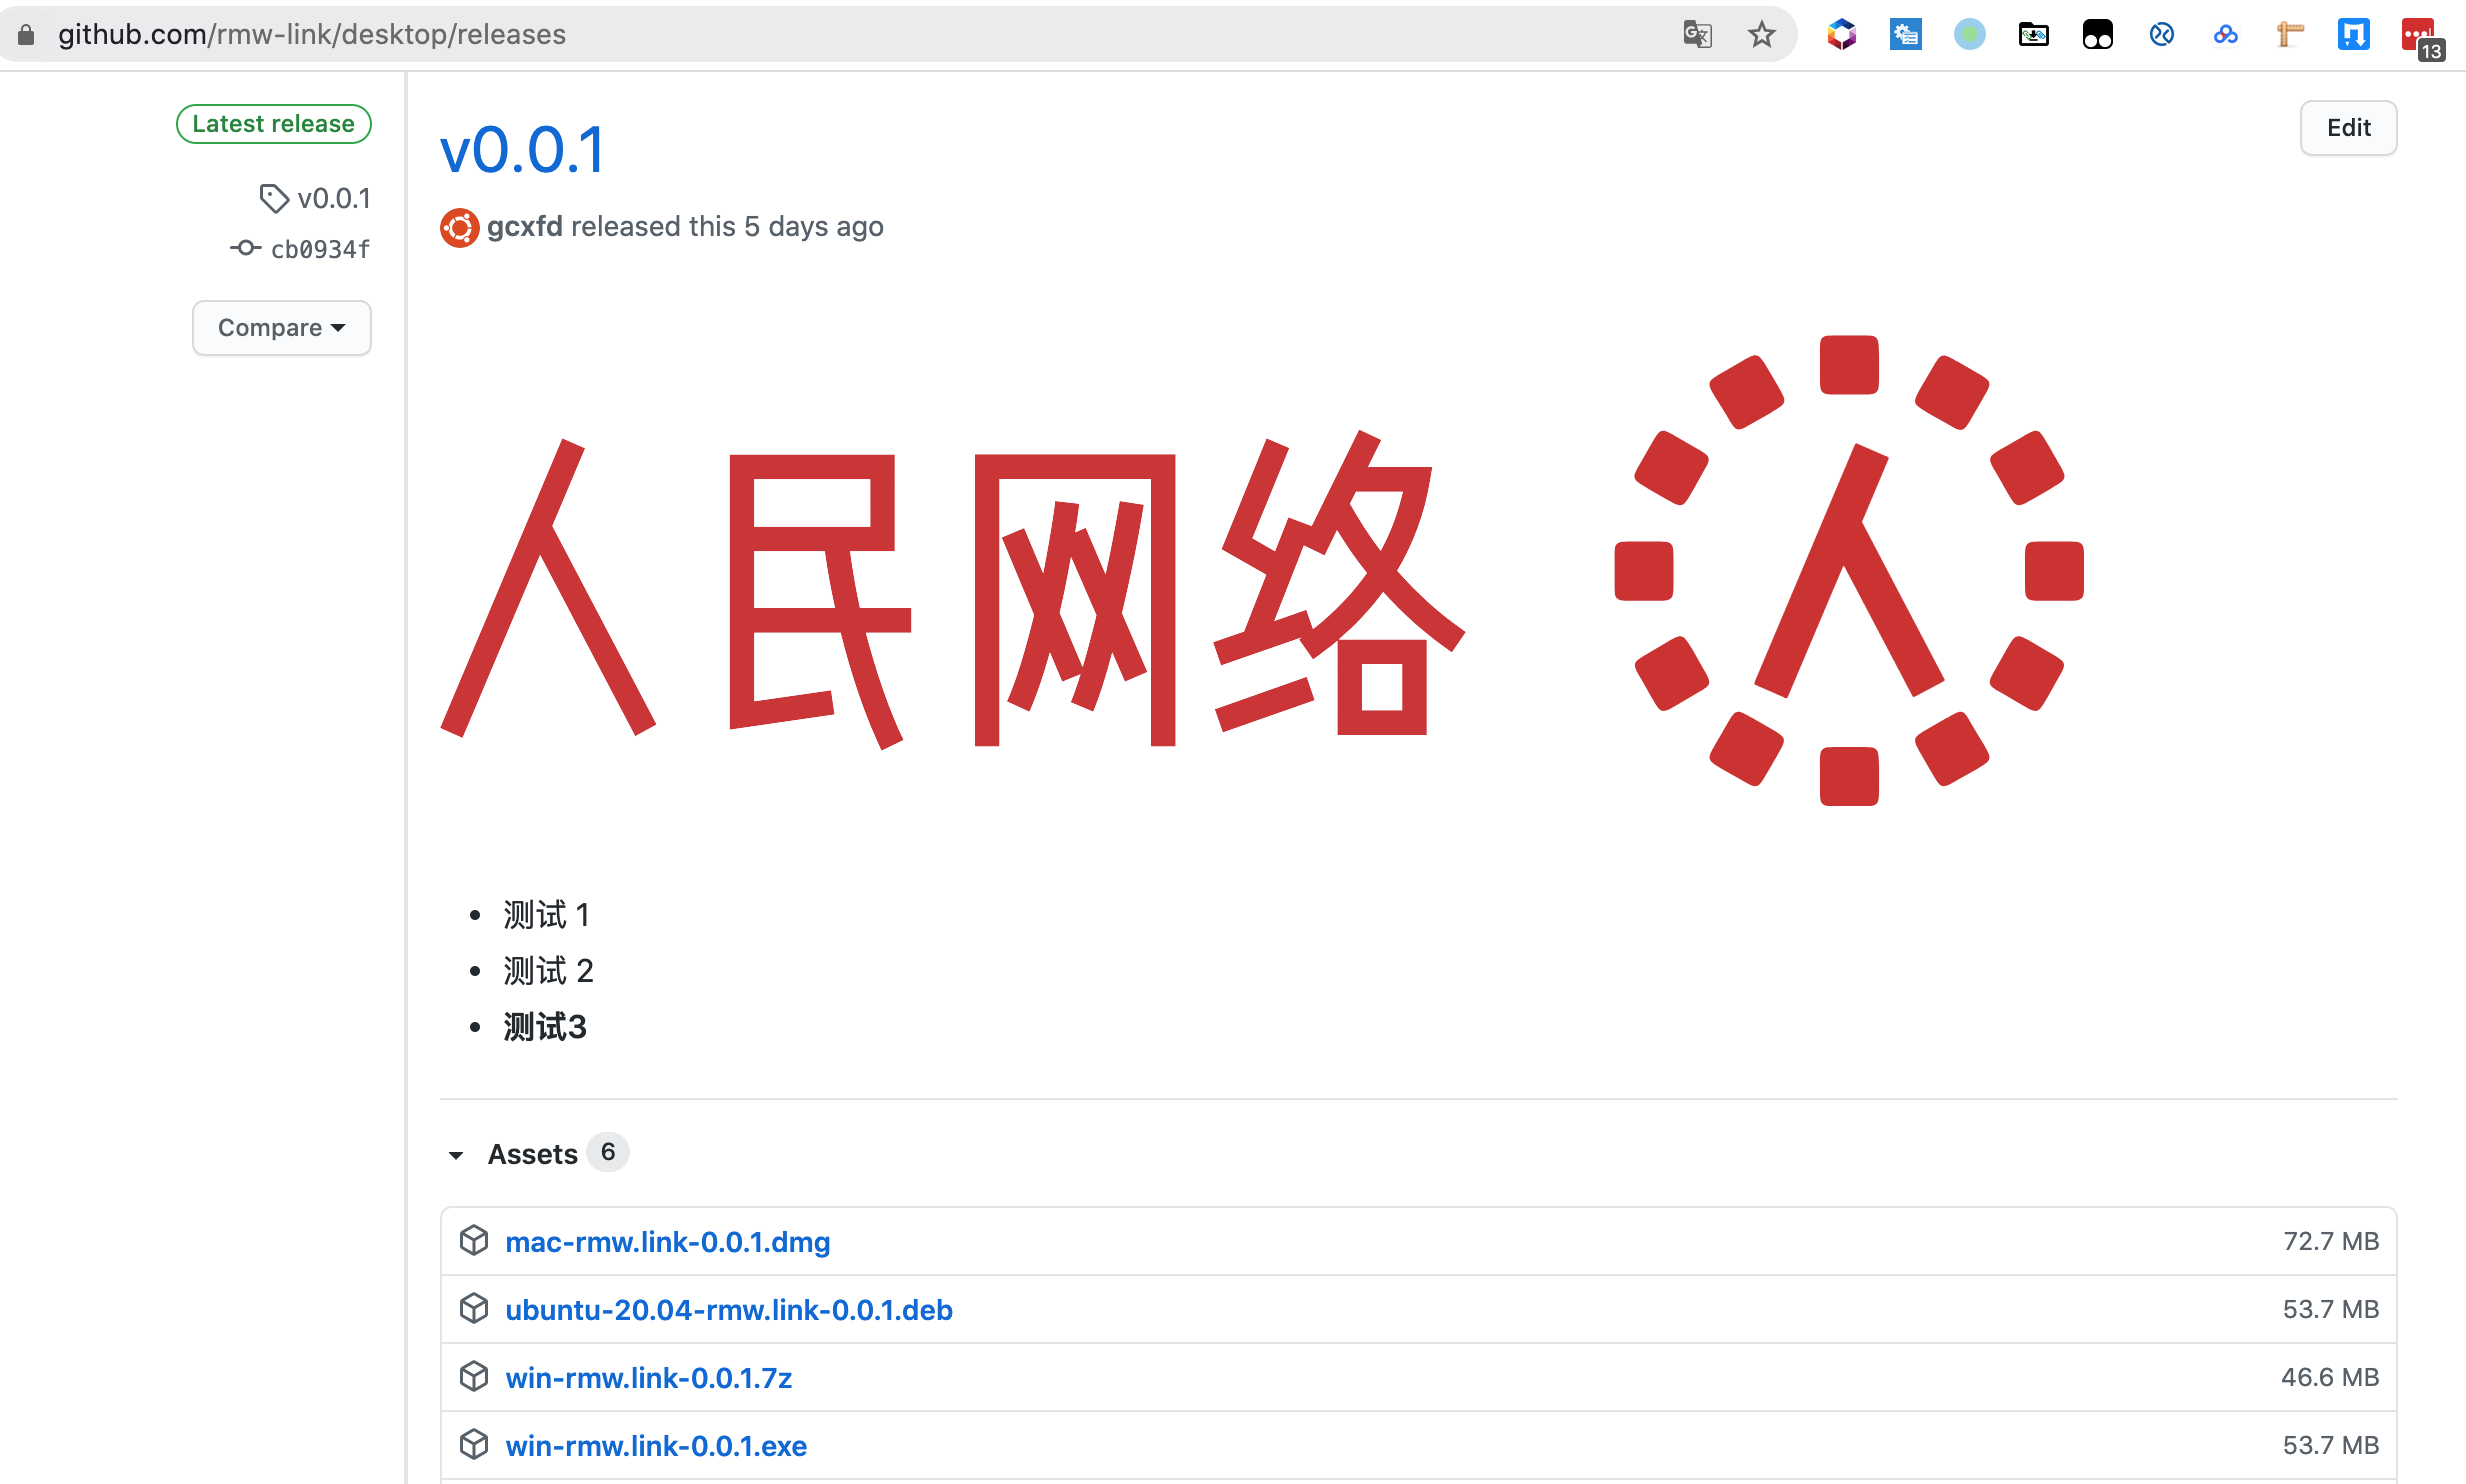 github.com/rmw-link/desktop/releases
13
Latest release
v0.0.1
cb0934f
Compare
v0.0.1
Edit
gcxfd released this 5 days ago
人民网络
测试 1
测试 2
测试3
Assets 6
mac-rmw.link-0.0.1.dmg 72.7 MB
ubuntu-20.04-rmw.link-0.0.1.deb 53.7 MB
win-rmw.link-0.0.1.7z 46.6 MB
win-rmw.link-0.0.1.exe 53.7 MB